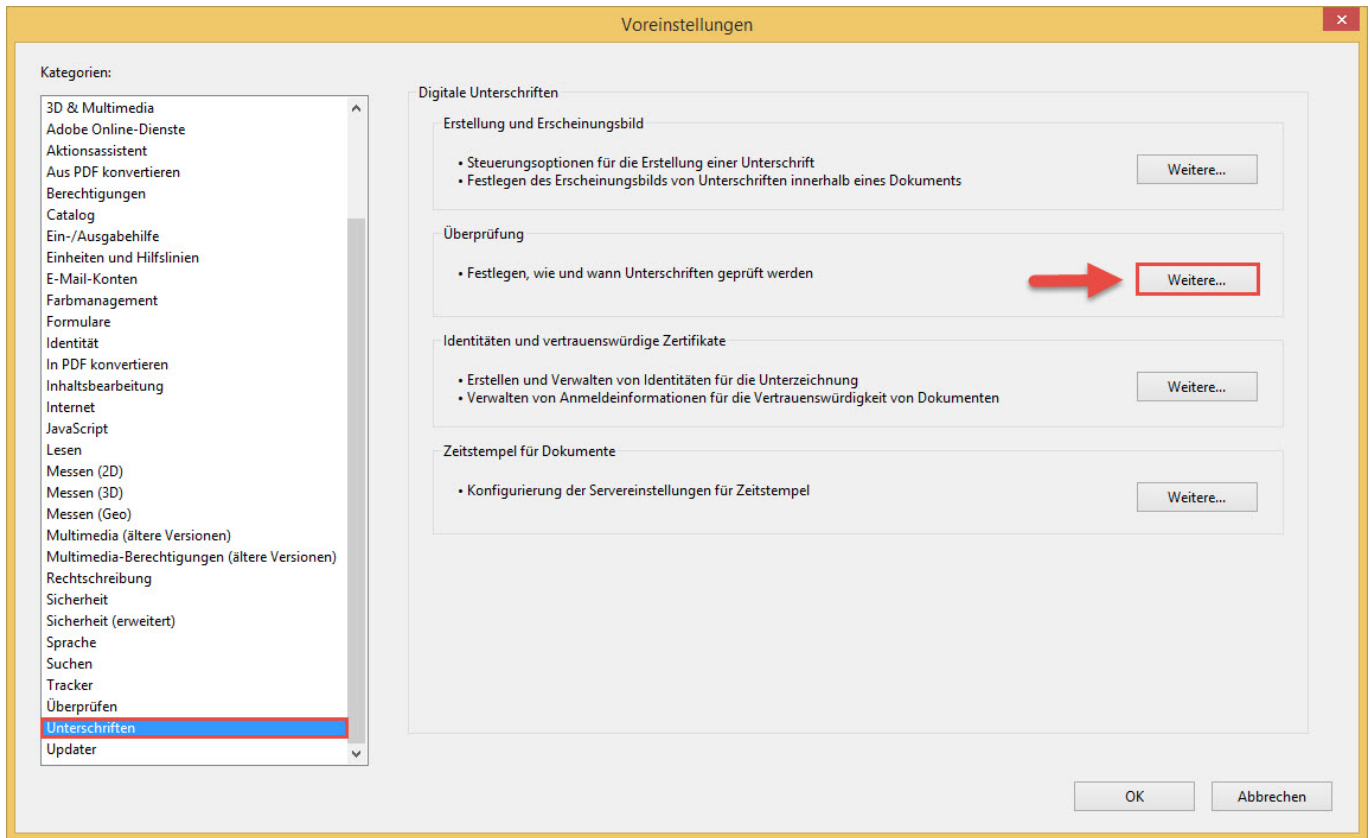 Voreinstellungen
Kategorien:
3D & Multimedia
Adobe Online-Dienste
Aktionsassistent
Aus PDF konvertieren
Berechtigungen
Catalog
Ein-/Ausgabehilfe
Einheiten und Hilfslinien
E-Mail-Konten
Farbmanagement
Formulare
Identität
In PDF konvertieren
Inhaltsbearbeitung
Internet
JavaScript
Lesen
Messen (2D)
Messen (3D)
Messen (Geo)
Multimedia (ältere Versionen)
Multimedia-Berechtigungen (ältere Versionen)
Rechtschreibung
Sicherheit
Sicherheit (erweitert)
Sprache
Suchen
Tracker
Überprüfen
Unterschriften
Updater
Digitale Unterschriften
Erstellung und Erscheinungsbild
• Steuerungsoptionen für die Erstellung einer Unterschrift
• Festlegen des Erscheinungsbilds von Unterschriften innerhalb eines Dokuments
Weitere...
Überprüfung
• Festlegen, wie und wann Unterschriften geprüft werden
Weitere...
Identitäten und vertrauenswürdige Zertifikate
• Erstellen und Verwalten von Identitäten für die Unterzeichnung
• Verwalten von Anmeldeinformationen für die Vertrauenswürdigkeit von Dokumenten
Weitere...
Zeitstempel für Dokumente
• Konfigurierung der Servereinstellungen für Zeitstempel
Weitere...
OK
Abbrechen